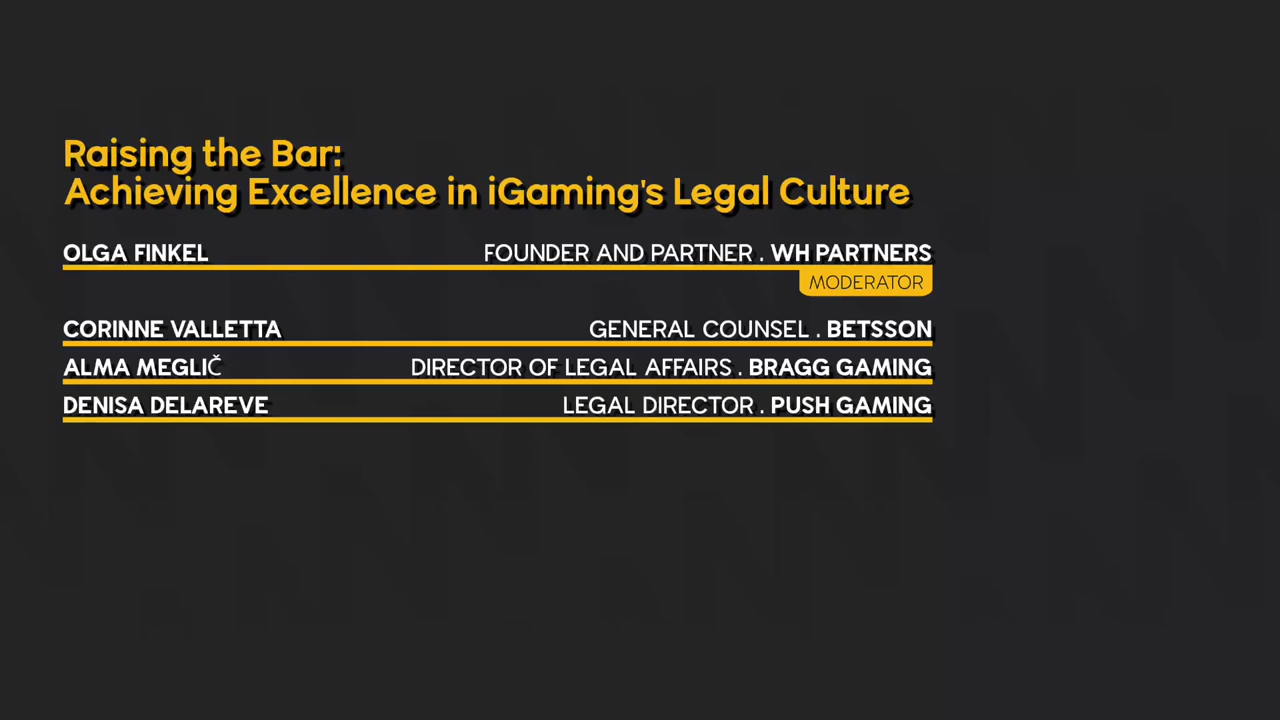 Raising the Bar:
Achieving Excellence in iGaming's Legal Culture
OLGA FINKEL FOUNDER AND PARTNER . WH PARTNERS
MODERATOR
CORINNE VALLETTA GENERAL COUNSEL . BETSSON
ALMA MEGLIČ DIRECTOR OF LEGAL AFFAIRS . BRAGG GAMING
DENISA DELAREVE LEGAL DIRECTOR . PUSH GAMING